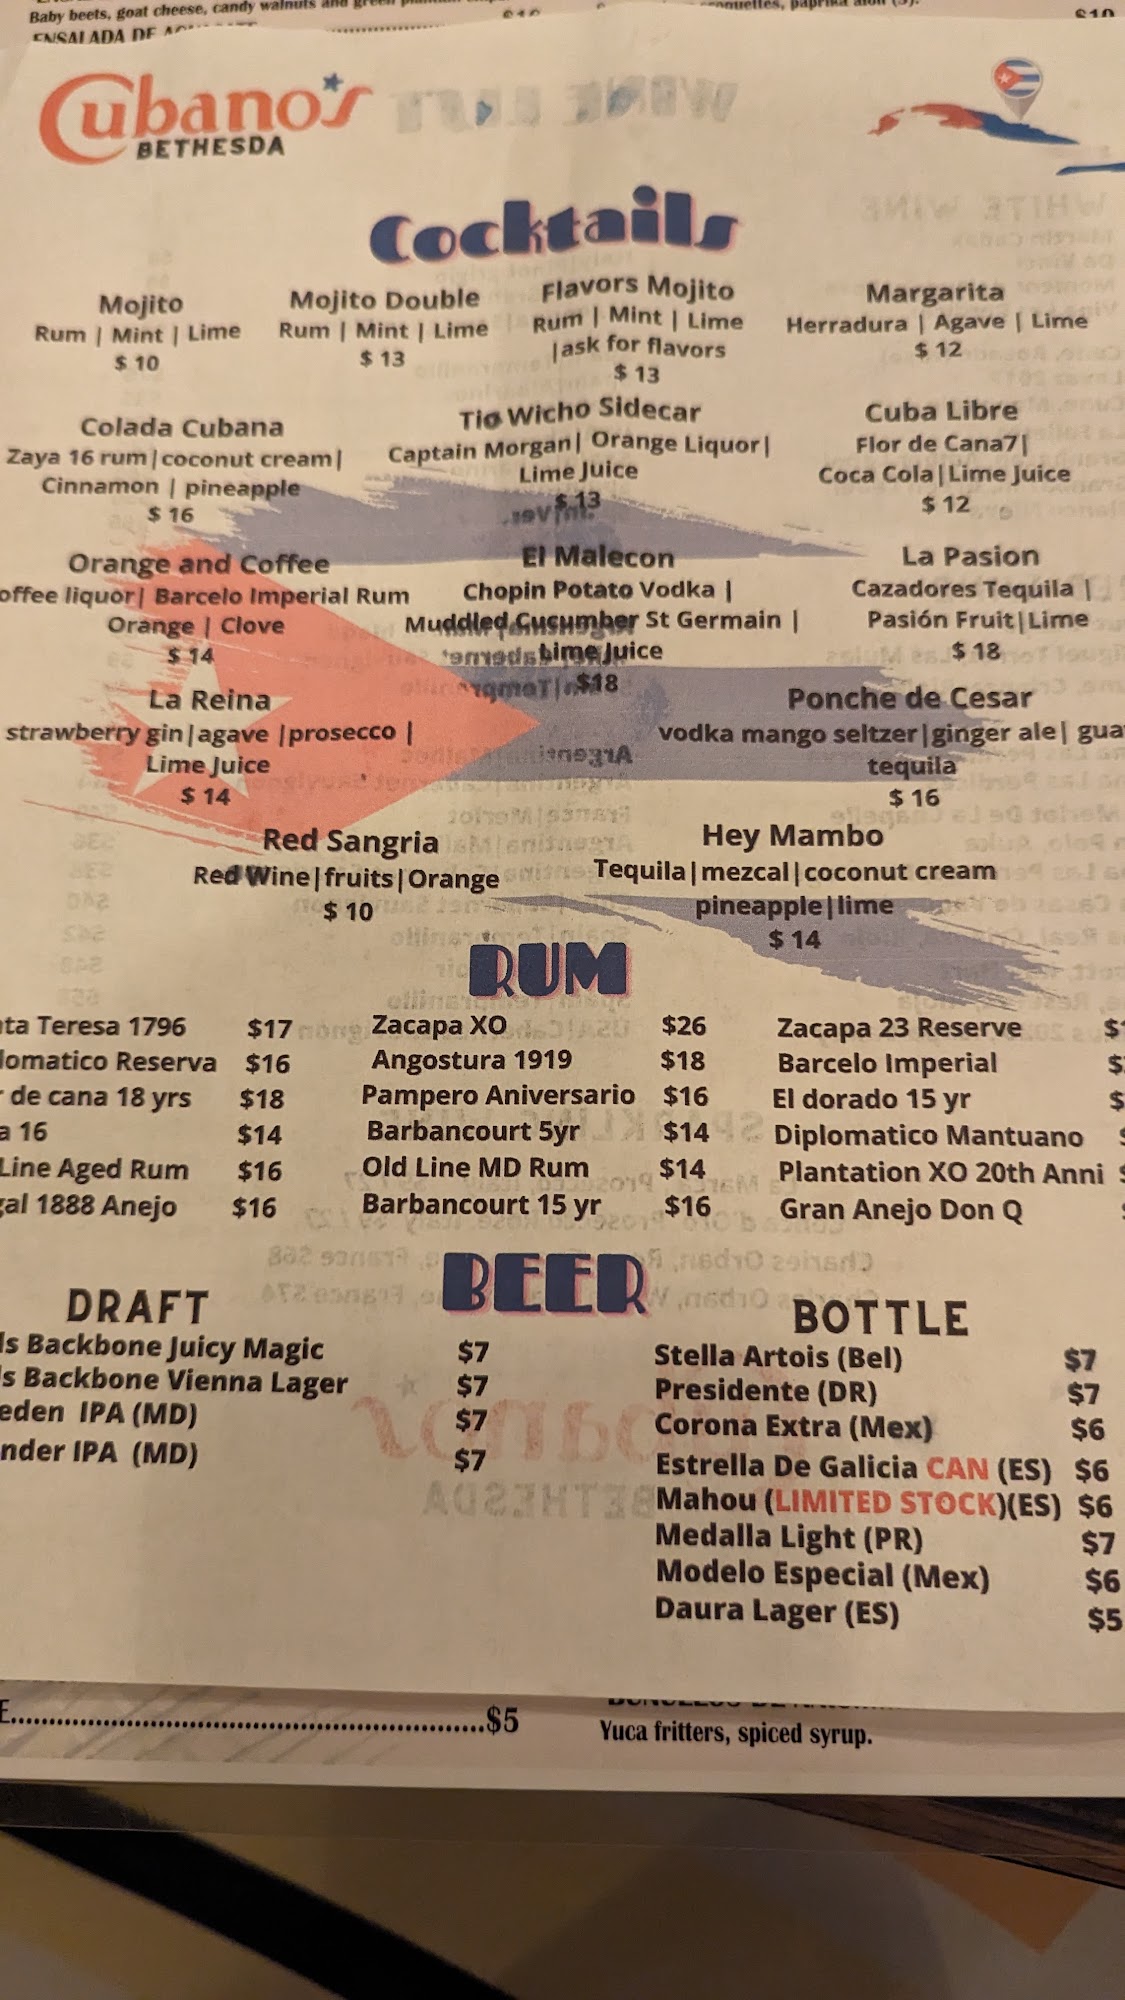 Baby beets, goat cheese, candy walnuts and green
ENSALADA DE
$10
Cubano's
BETHESDA
Cocktails
Mojito
Rum | Mint | Lime
$ 10
Mojito Double
Rum | Mint | Lime
$ 13
Flavors Mojito
Rum | Mint | Lime
|ask for flavors
$ 13
Margarita
Herradura | Agave | Lime
$ 12
Colada Cubana
Zaya 16 rum|coconut cream|
Cinnamon | pineapple
$ 16
Tio Wicho Sidecar
Captain Morgan| Orange Liquor|
Lime Juice
$ 13
Cuba Libre
Flor de Cana7|
Coca Cola|Lime Juice
$ 12
Orange and Coffee
offee liquor| Barcelo Imperial Rum
Orange | Clove
$ 14
El Malecon
Chopin Potato Vodka |
Muddled Cucumber St Germain |
Lime Juice
$18
La Pasion
Cazadores Tequila |
Pasión Fruit|Lime
$ 18
La Reina
strawberry gin|agave |prosecco |
Lime Juice
$ 14
Ponche de Cesar
vodka mango seltzer|ginger ale| gua
tequila
$ 16
Red Sangria
Red Wine|fruits|Orange
$ 10
Hey Mambo
Tequila|mezcal|coconut cream
pineapple|lime
$ 14
RUM
ta Teresa 1796 $17
lomatico Reserva $16
r de cana 18 yrs $18
a 16 $14
Line Aged Rum $16
gal 1888 Anejo $16
Zacapa XO $26
Angostura 1919 $18
Pampero Aniversario $16
Barbancourt 5yr $14
Old Line MD Rum $14
Barbancourt 15 yr $16
Zacapa 23 Reserve
Barcelo Imperial $
El dorado 15 yr $
Diplomatico Mantuano
Plantation XO 20th Anni
Gran Anejo Don Q
BEER
DRAFT
ls Backbone Juicy Magic $7
s Backbone Vienna Lager $7
eden IPA (MD) $7
nder IPA (MD) $7
BOTTLE
Stella Artois (Bel) $7
Presidente (DR) $7
Corona Extra (Mex) $6
Estrella De Galicia CAN (ES) $6
Mahou (LIMITED STOCK)(ES) $6
Medalla Light (PR) $7
Modelo Especial (Mex) $6
Daura Lager (ES) $5
E..........................................................$5
Yuca fritters, spiced syrup.